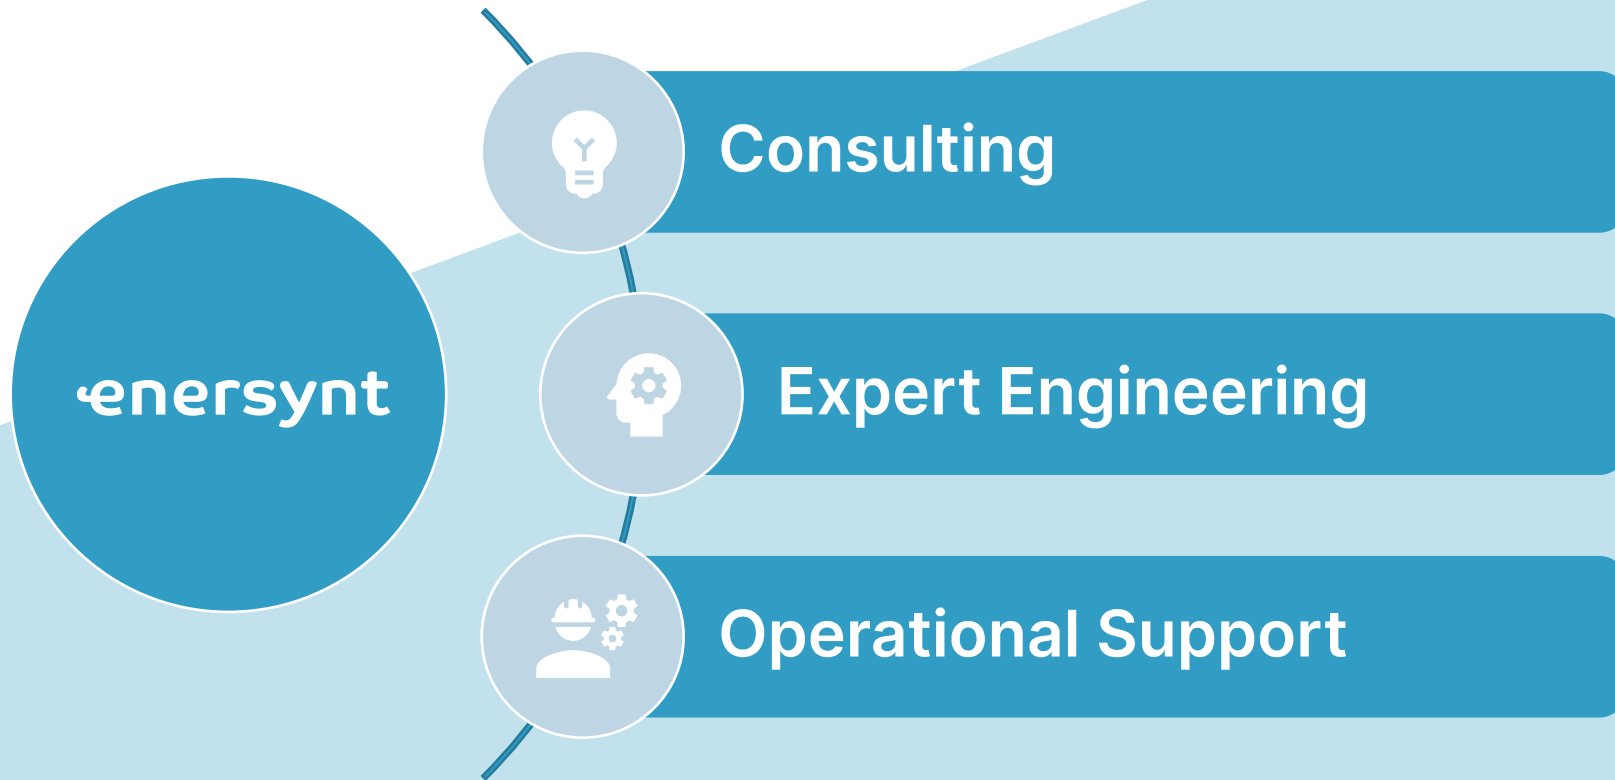 enersynt
Consulting
Expert Engineering
Operational Support